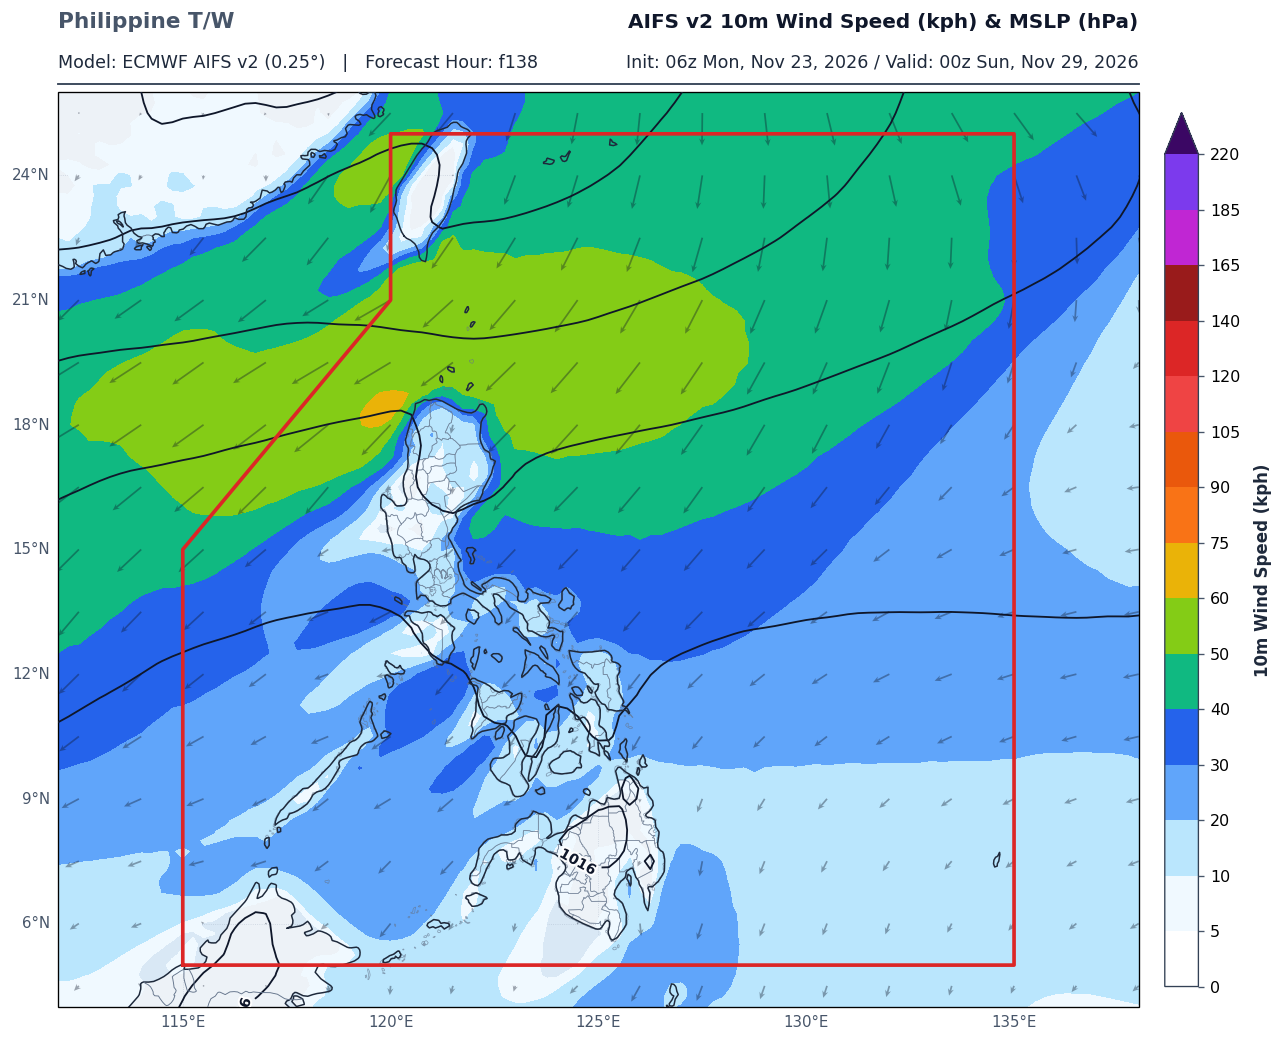 Philippine T/W
AIFS v2 10m Wind Speed (kph) & MSLP (hPa)
Model: ECMWF AIFS v2 (0.25°) | Forecast Hour: f138
Init: 06z Mon, Nov 23, 2026 / Valid: 00z Sun, Nov 29, 2026
24°N
21°N
18°N
15°N
12°N
9°N
6°N
115°E
120°E
125°E
130°E
135°E
1016
220
185
165
140
120
105
90
75
60
50
40
30
20
10
5
0
10m Wind Speed (kph)